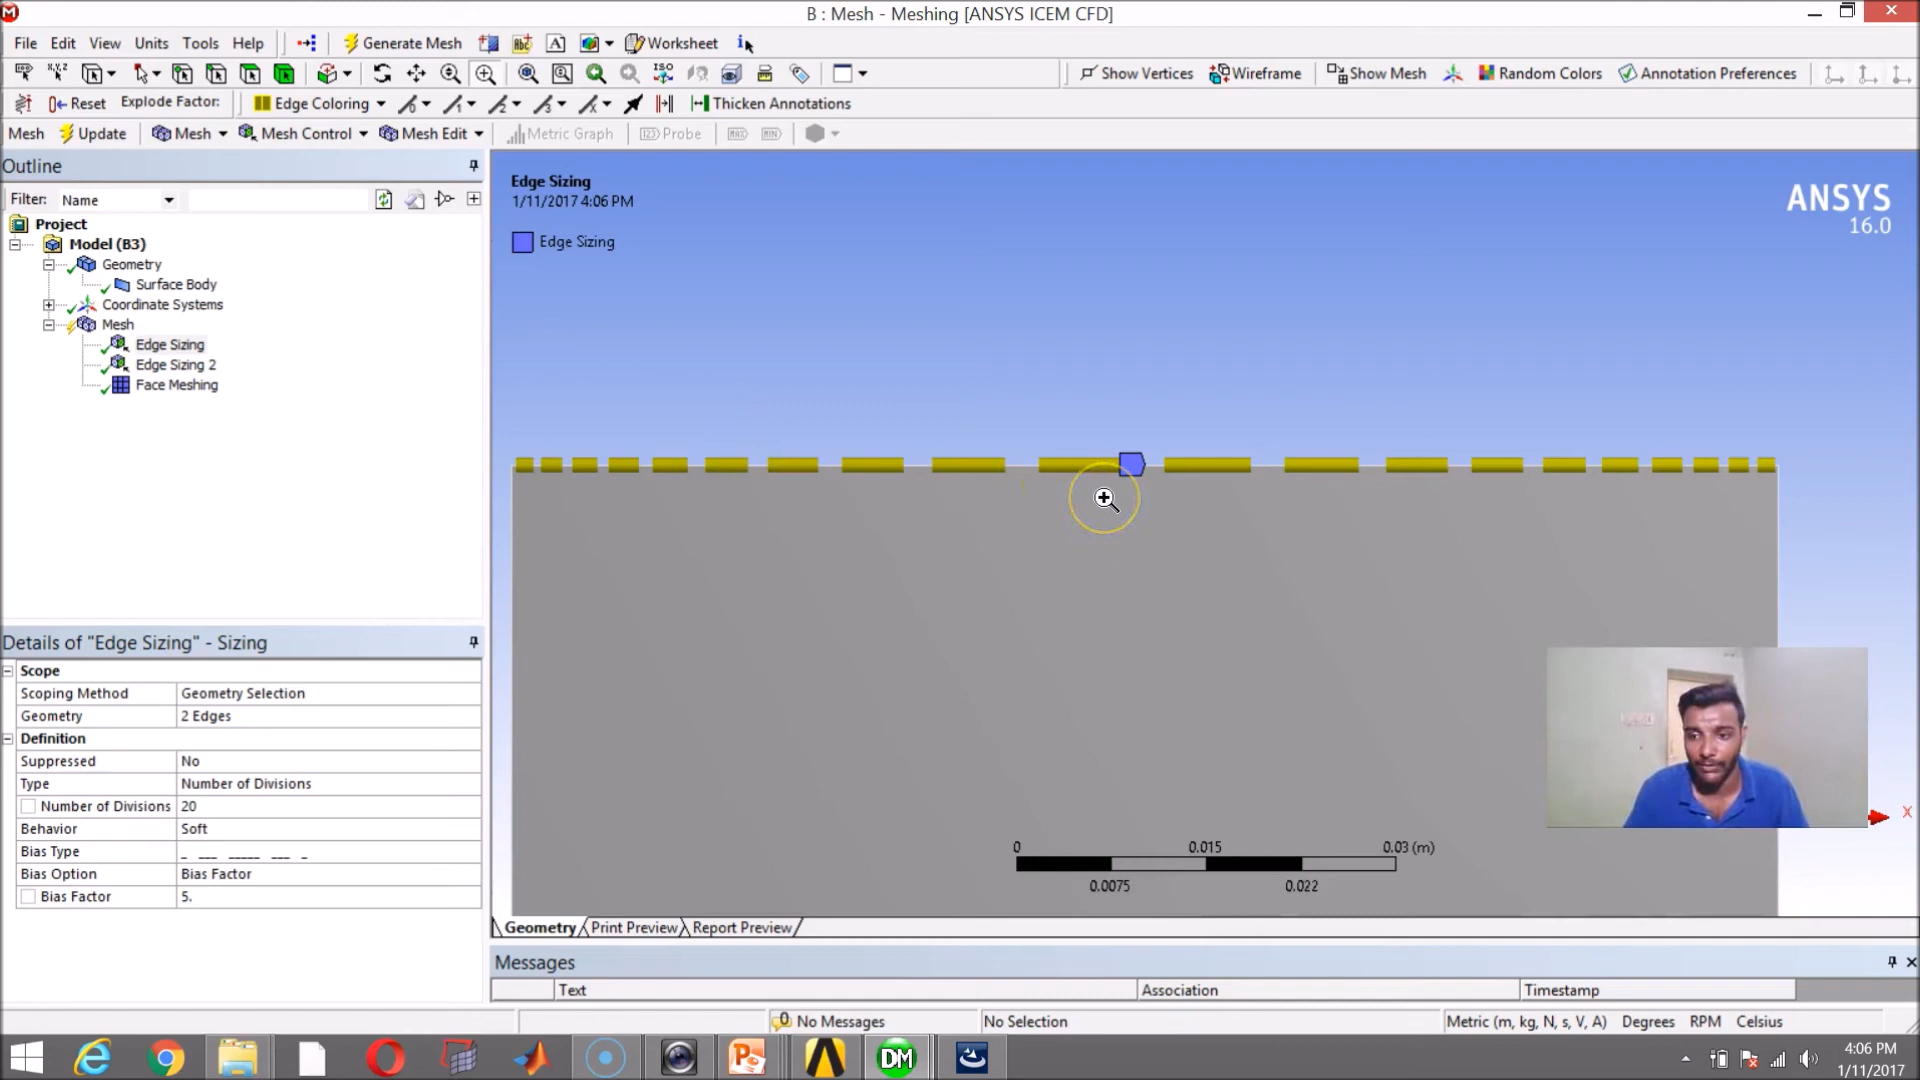 B : Mesh - Meshing [ANSYS ICEM CFD]
File Edit View Units Tools Help Generate Mesh Worksheet
Show Vertices Wireframe Show Mesh Random Colors Annotation Preferences
Reset Explode Factor: Edge Coloring Thicken Annotations
Mesh Update Mesh Mesh Control Mesh Edit Metric Graph Probe
Outline
Filter: Name
Project
Model (B3)
Geometry
Surface Body
Coordinate Systems
Mesh
Edge Sizing
Edge Sizing 2
Face Meshing
Details of "Edge Sizing" - Sizing
Scope
Scoping Method Geometry Selection
Geometry 2 Edges
Definition
Suppressed No
Type Number of Divisions
Number of Divisions 20
Behavior Soft
Bias Type
Bias Option Bias Factor
Bias Factor 5.
Edge Sizing
1/11/2017 4:06 PM
Edge Sizing
ANSYS
16.0
X
0 0.015 0.03 (m)
0.0075 0.022
Geometry Print Preview Report Preview
Messages
Text Association Timestamp
0 No Messages No Selection Metric (m, kg, N, s, V, A) Degrees RPM Celsius
DM
4:06 PM
1/11/2017